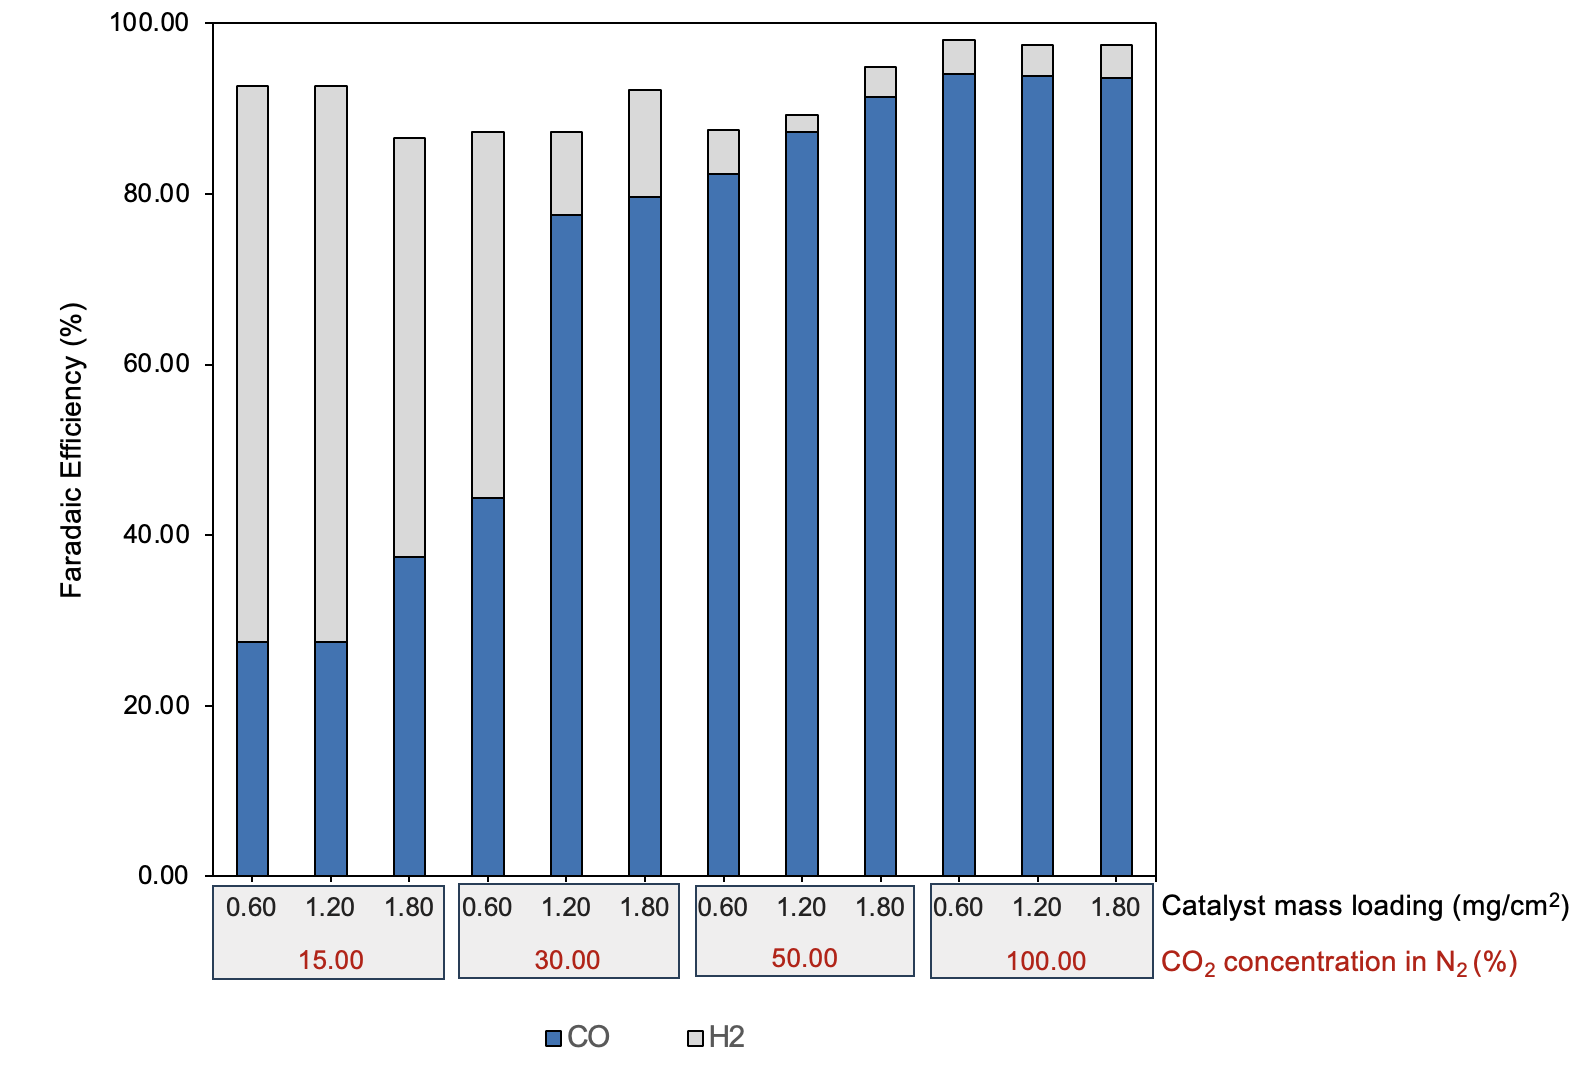 100.00
80.00
60.00
40.00
20.00
0.00
Faradaic Efficiency (%)
0.60 1.20 1.80 0.60 1.20 1.80 0.60 1.20 1.80 0.60 1.20 1.80 Catalyst mass loading (mg/cm²)
15.00 30.00 50.00 100.00 CO₂ concentration in N₂ (%)
CO H2